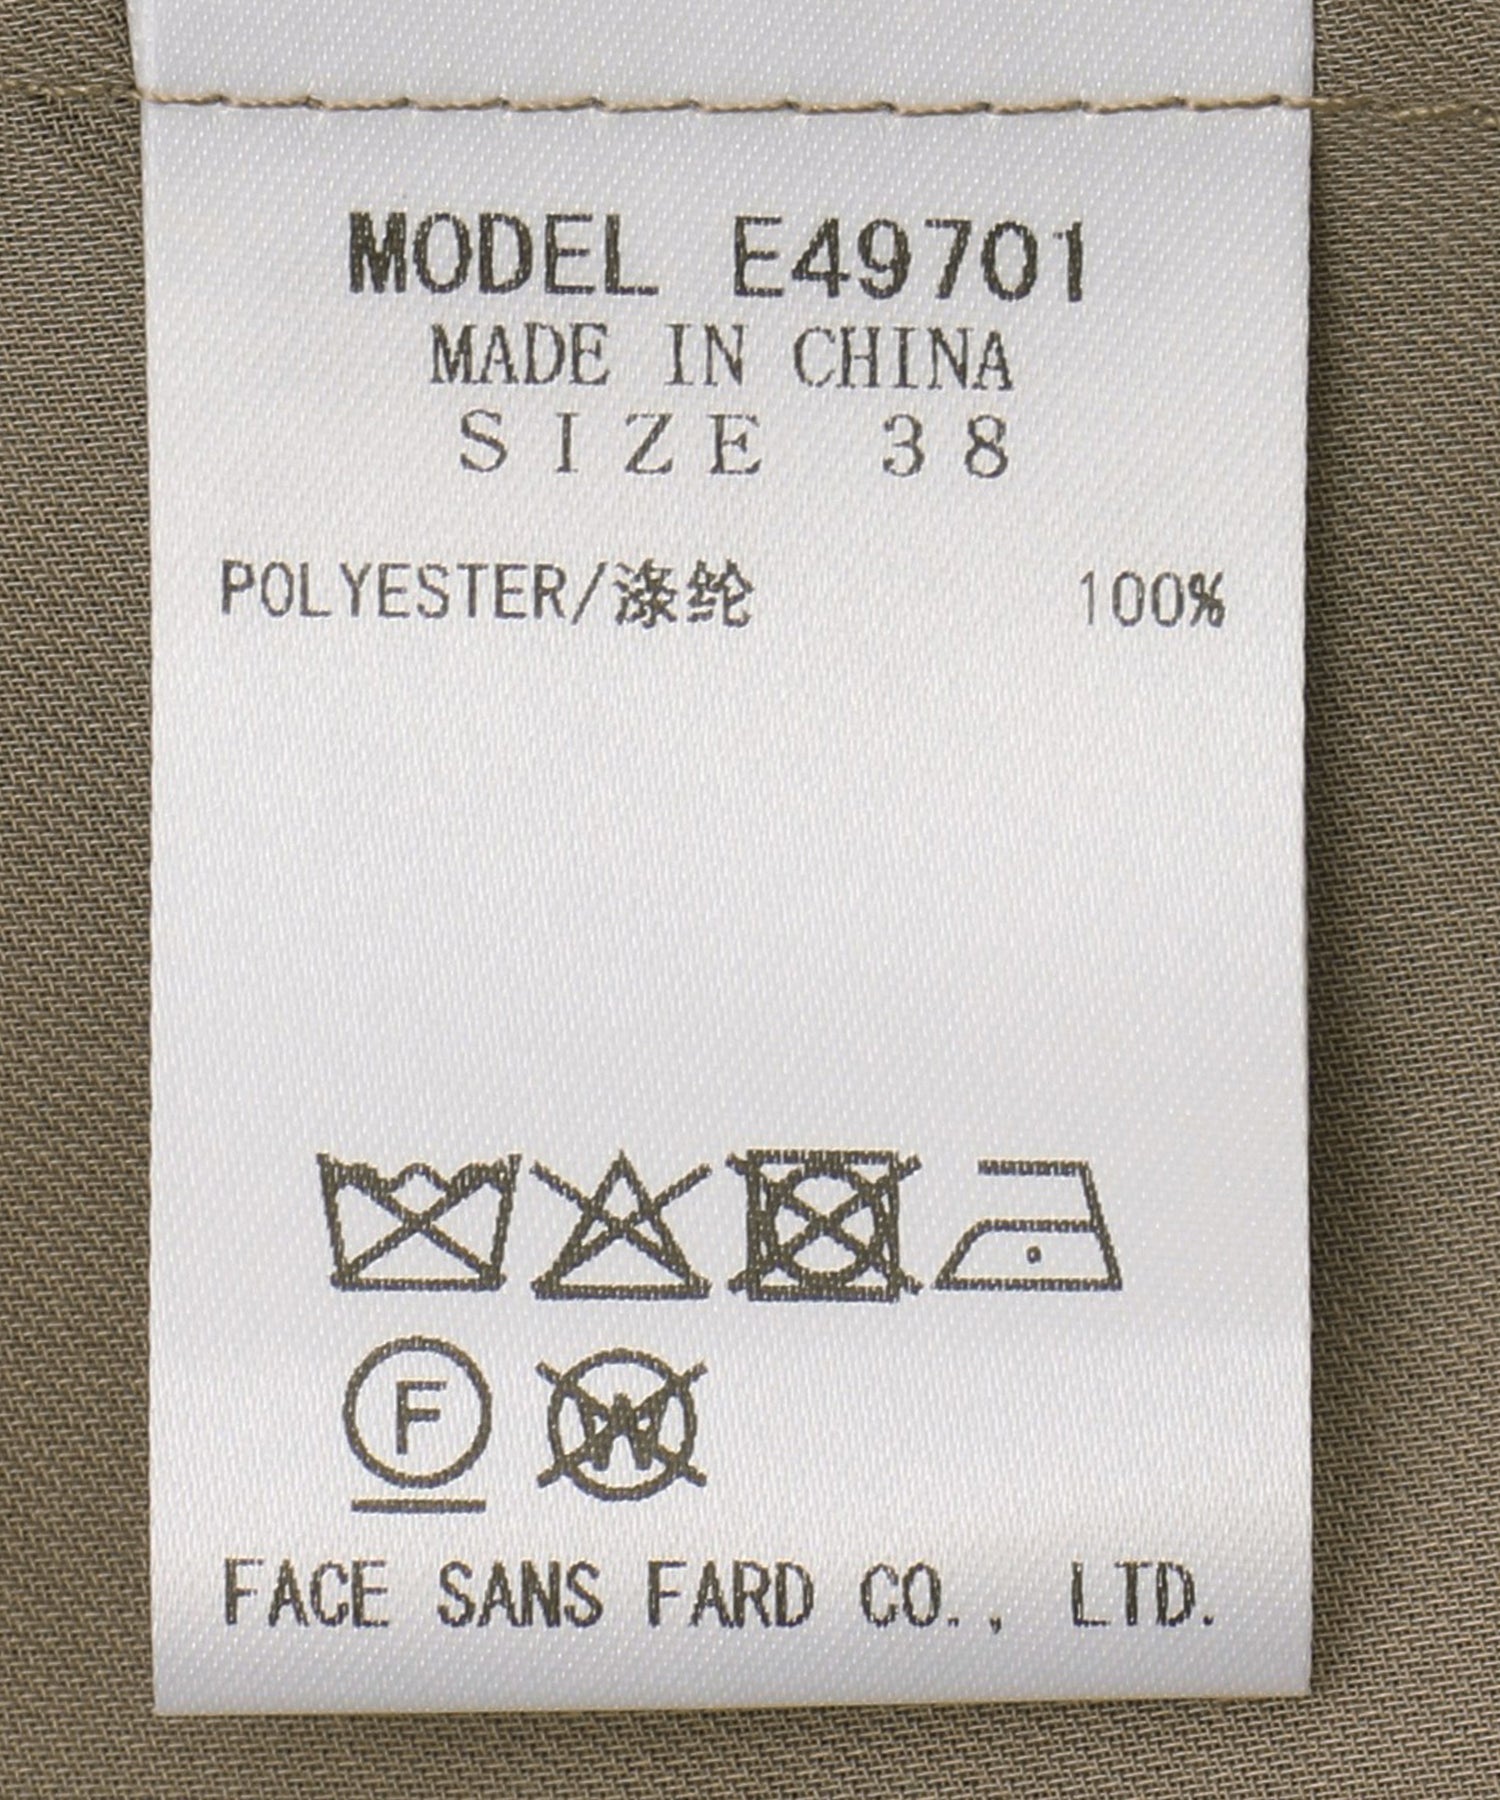 MODEL E49701
MADE IN CHINA
SIZE 38
POLYESTER/涤纶 100%
F W
FACE SANS FARD CO., LTD.